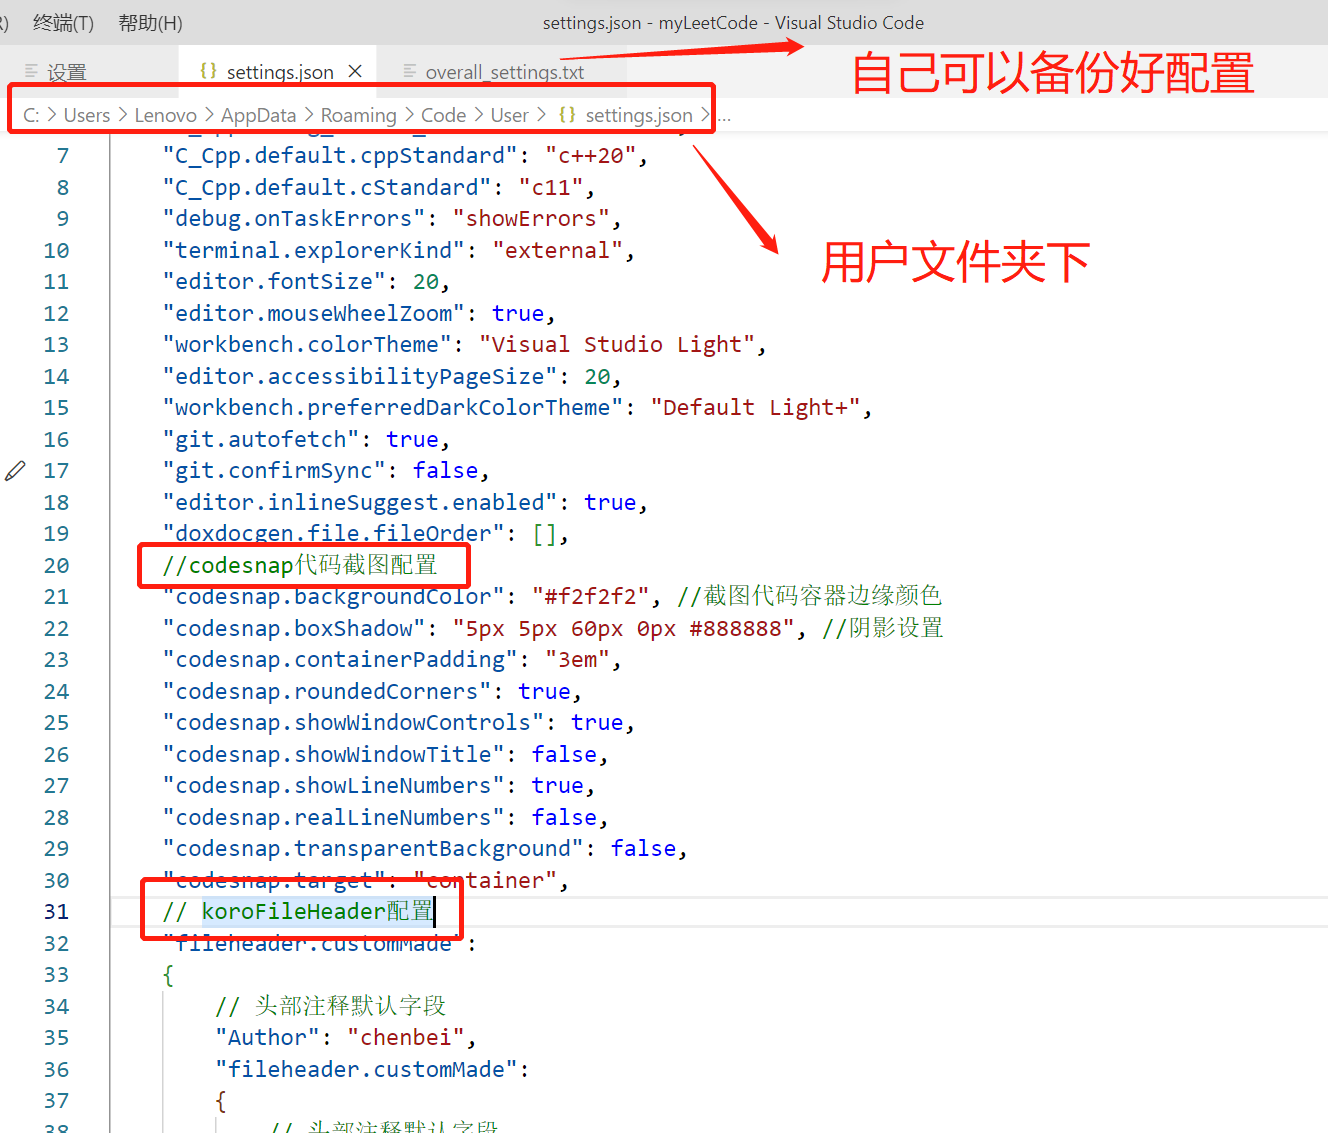 终端(T) 帮助(H) settings.json - myLeetCode - Visual Studio Code
设置 {} settings.json × overall_settings.txt
自己可以备份好配置
C: > Users > Lenovo > AppData > Roaming > Code > User > {} settings.json > ...
用户文件夹下
7 "C_Cpp.default.cppStandard": "c++20",
8 "C_Cpp.default.cStandard": "c11",
9 "debug.onTaskErrors": "showErrors",
10 "terminal.explorerKind": "external",
11 "editor.fontSize": 20,
12 "editor.mouseWheelZoom": true,
13 "workbench.colorTheme": "Visual Studio Light",
14 "editor.accessibilityPageSize": 20,
15 "workbench.preferredDarkColorTheme": "Default Light+",
16 "git.autofetch": true,
17 "git.confirmSync": false,
18 "editor.inlineSuggest.enabled": true,
19 "doxdocgen.file.fileOrder": [],
20 //codesnap代码截图配置
21 "codesnap.backgroundColor": "#f2f2f2", //截图代码容器边缘颜色
22 "codesnap.boxShadow": "5px 5px 60px 0px #888888", //阴影设置
23 "codesnap.containerPadding": "3em",
24 "codesnap.roundedCorners": true,
25 "codesnap.showWindowControls": true,
26 "codesnap.showWindowTitle": false,
27 "codesnap.showLineNumbers": true,
28 "codesnap.realLineNumbers": false,
29 "codesnap.transparentBackground": false,
30 "codesnap.target": "container",
31 // koroFileHeader配置
32 "fileheader.customMade":
33 {
34 // 头部注释默认字段
35 "Author": "chenbei",
36 "fileheader.customMade":
37 {
38 // 头部注释默认字段